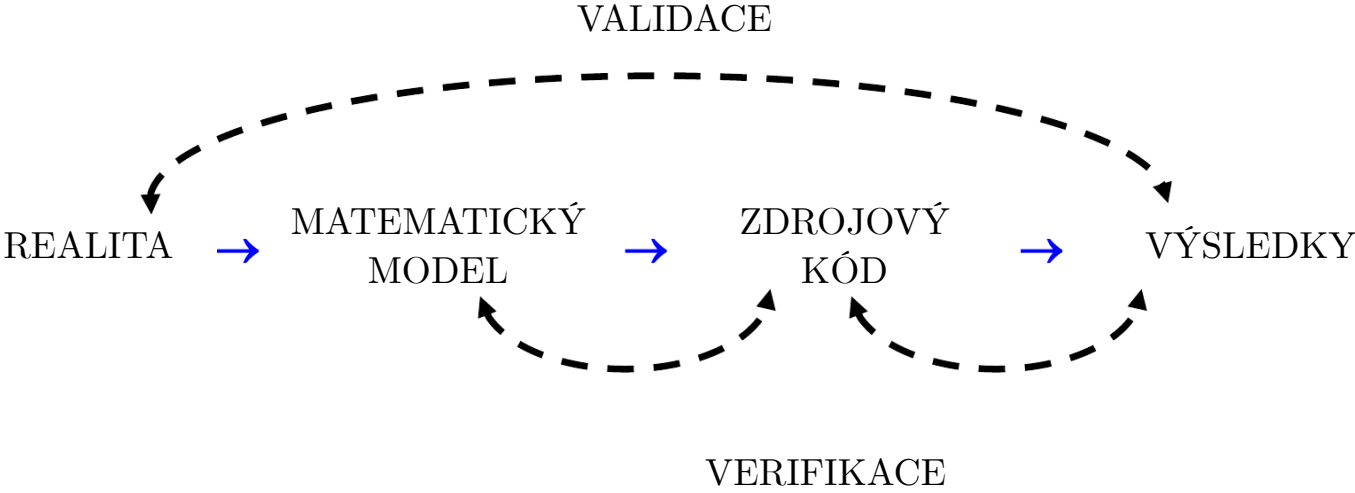 VALIDACE
REALITA → MATEMATICKÝ MODEL → ZDROJOVÝ KÓD → VÝSLEDKY
VERIFIKACE